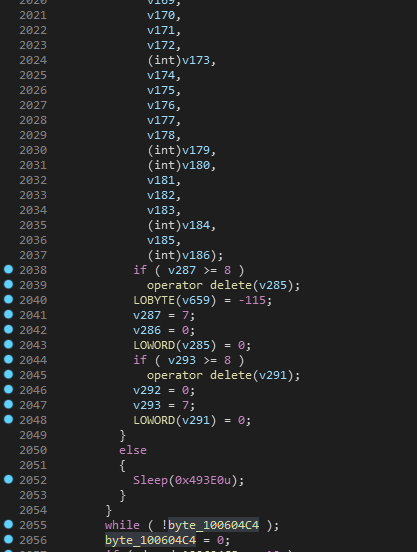 2020 v169,
2021 v170,
2022 v171,
2023 v172,
2024 (int)v173,
2025 v174,
2026 v175,
2027 v176,
2028 v177,
2029 v178,
2030 (int)v179,
2031 (int)v180,
2032 v181,
2033 v182,
2034 v183,
2035 (int)v184,
2036 v185,
2037 (int)v186);
2038 if ( v287 >= 8 )
2039 operator delete(v285);
2040 LOBYTE(v659) = -115;
2041 v287 = 7;
2042 v286 = 0;
2043 LOWORD(v285) = 0;
2044 if ( v293 >= 8 )
2045 operator delete(v291);
2046 v292 = 0;
2047 v293 = 7;
2048 LOWORD(v291) = 0;
2049 }
2050 else
2051 {
2052 Sleep(0x493E0u);
2053 }
2054 }
2055 while ( !byte_100604C4 );
2056 byte_100604C4 = 0;